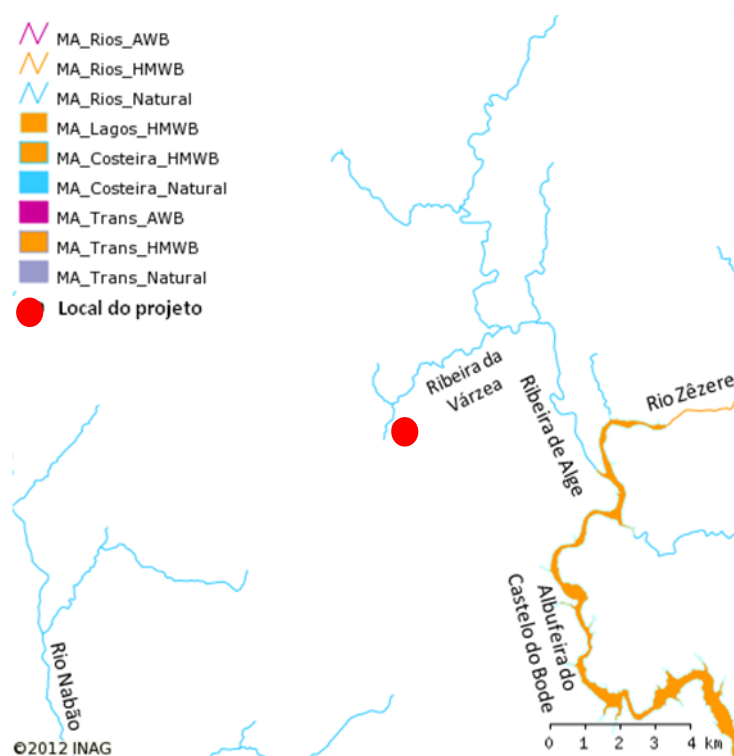 MA_Rios_AWB
MA_Rios_HMWB
MA_Rios_Natural
MA_Lagos_HMWB
MA_Costeira_HMWB
MA_Costeira_Natural
MA_Trans_AWB
MA_Trans_HMWB
MA_Trans_Natural
Local do projeto
Ribeira da
Várzea
Ribeira de Alge
Rio Zêzere
Albufeira do
Castelo do Bode
Rio Nabão
0 1 2 3 4 km
©2012 INAG